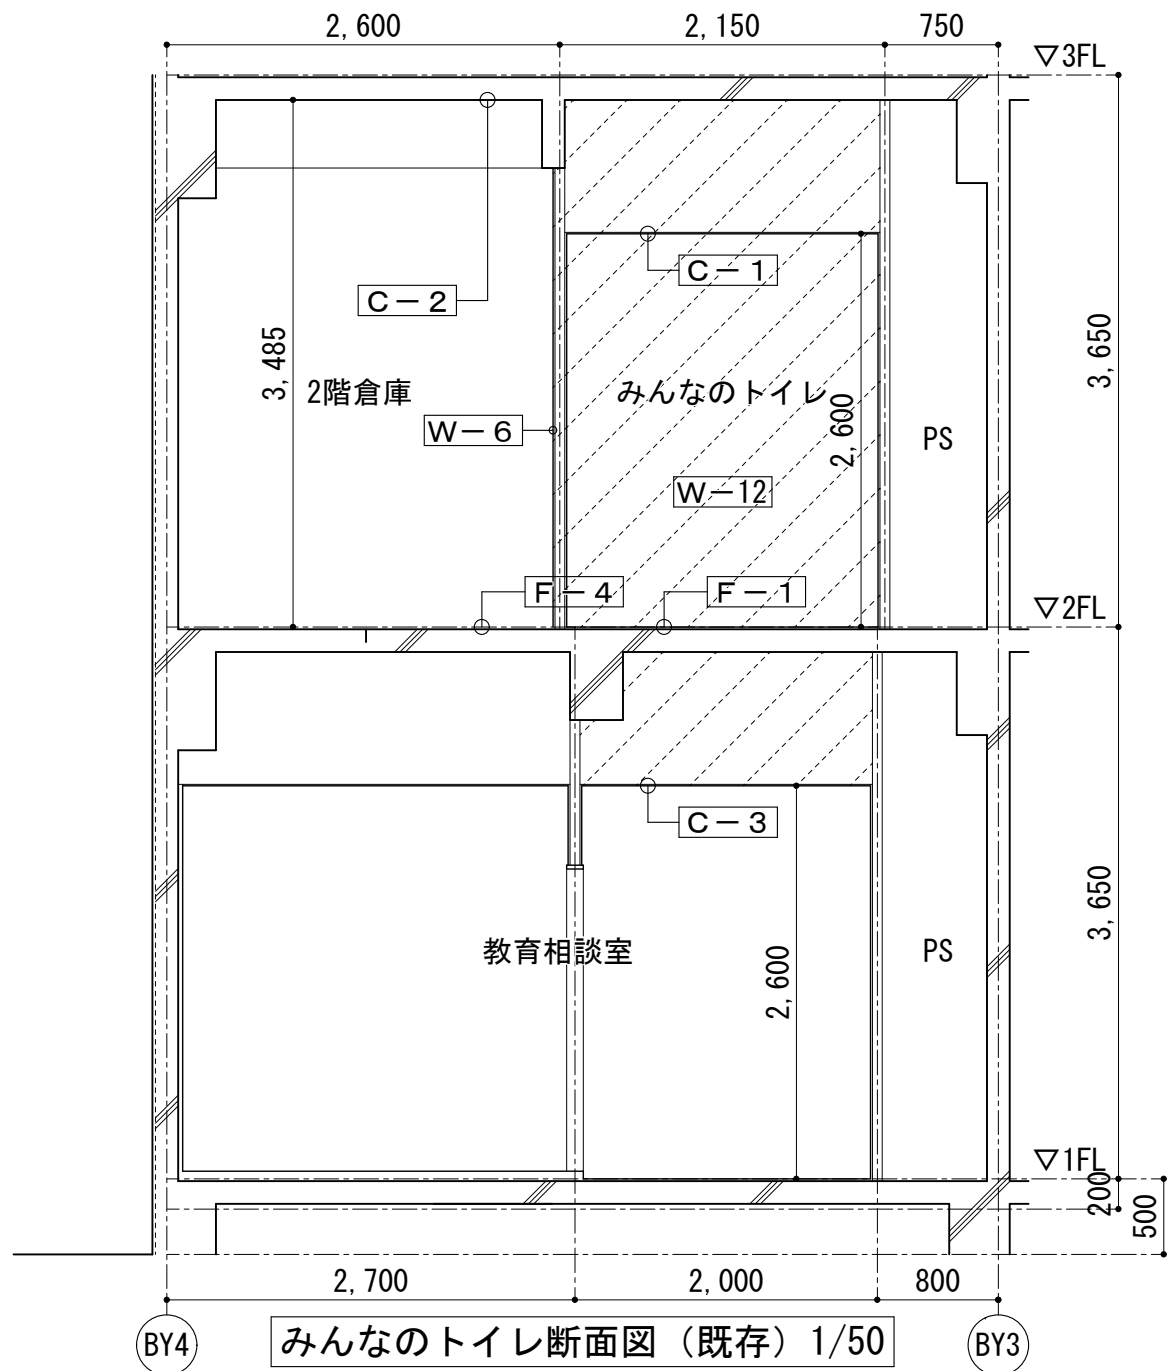 2,600 2,150 750
▽3FL
C－1
C－2
3,485
3,650
2階倉庫 みんなのトイレ
2,600
W－6
PS
W－12
F－4 F－1
▽2FL
C－3
3,650
教育相談室 PS
2,600
▽1FL
200
500
2,700 2,000 800
BY4 みんなのトイレ断面図（既存）1/50 BY3